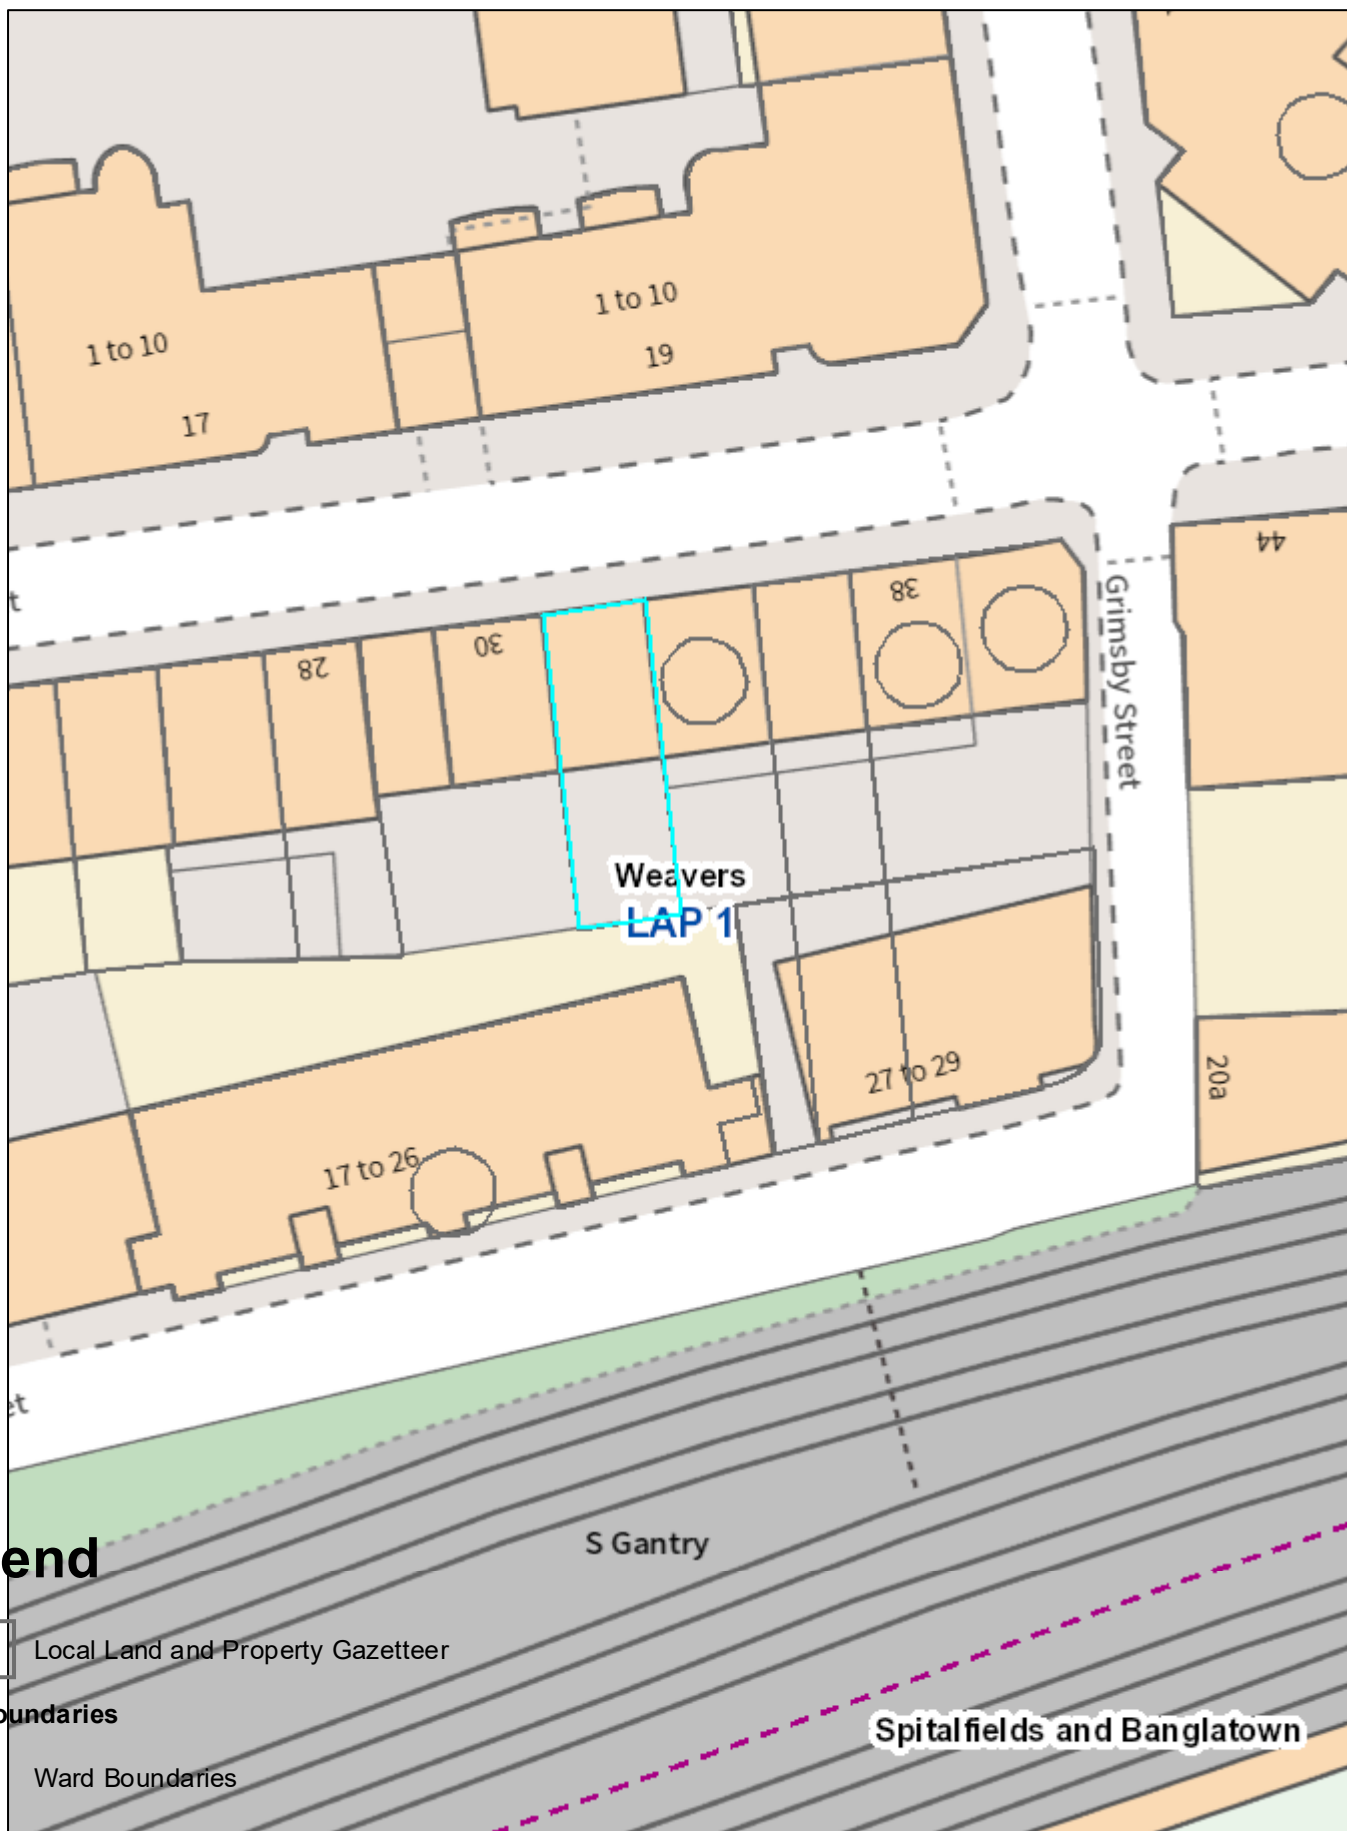 1 to 10
1 to 10
19
17
44
38
t
30
28
Grimsby Street
Weavers
LAP 1
27 to 29
20a
17 to 26
et
S Gantry
end
Local Land and Property Gazetteer
oundaries
Spitalfields and Banglatown
Ward Boundaries